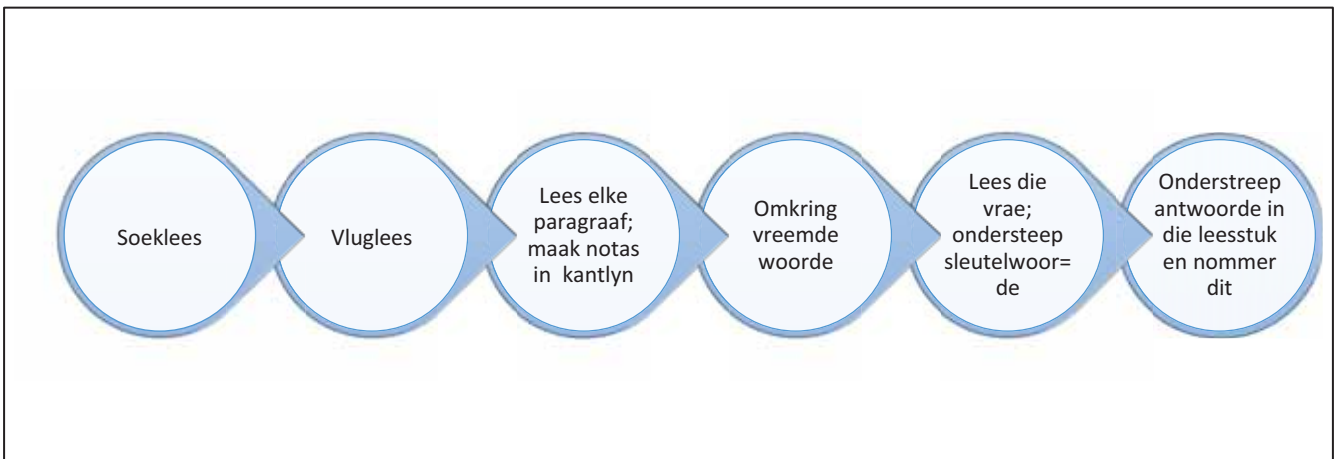 Soeklees
Vluglees
Lees elke
paragraaf;
maak notas
in kantlyn
Omkring
vreemde
woorde
Lees die
vrae;
ondersteep
sleutelwoor=
de
Onderstreep
antwoorde in
die leesstuk
en nommer
dit